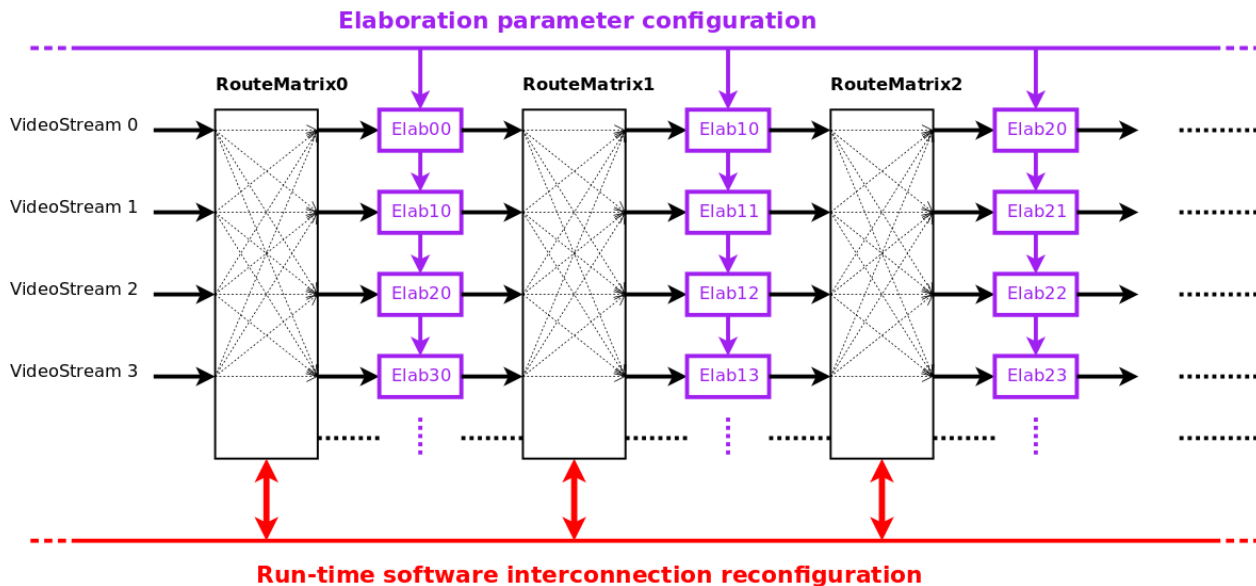 Elaboration parameter configuration
RouteMatrix0 RouteMatrix1 RouteMatrix2
VideoStream 0 Elab00 Elab10 Elab20
VideoStream 1 Elab10 Elab11 Elab21
VideoStream 2 Elab20 Elab12 Elab22
VideoStream 3 Elab30 Elab13 Elab23
Run-time software interconnection reconfiguration